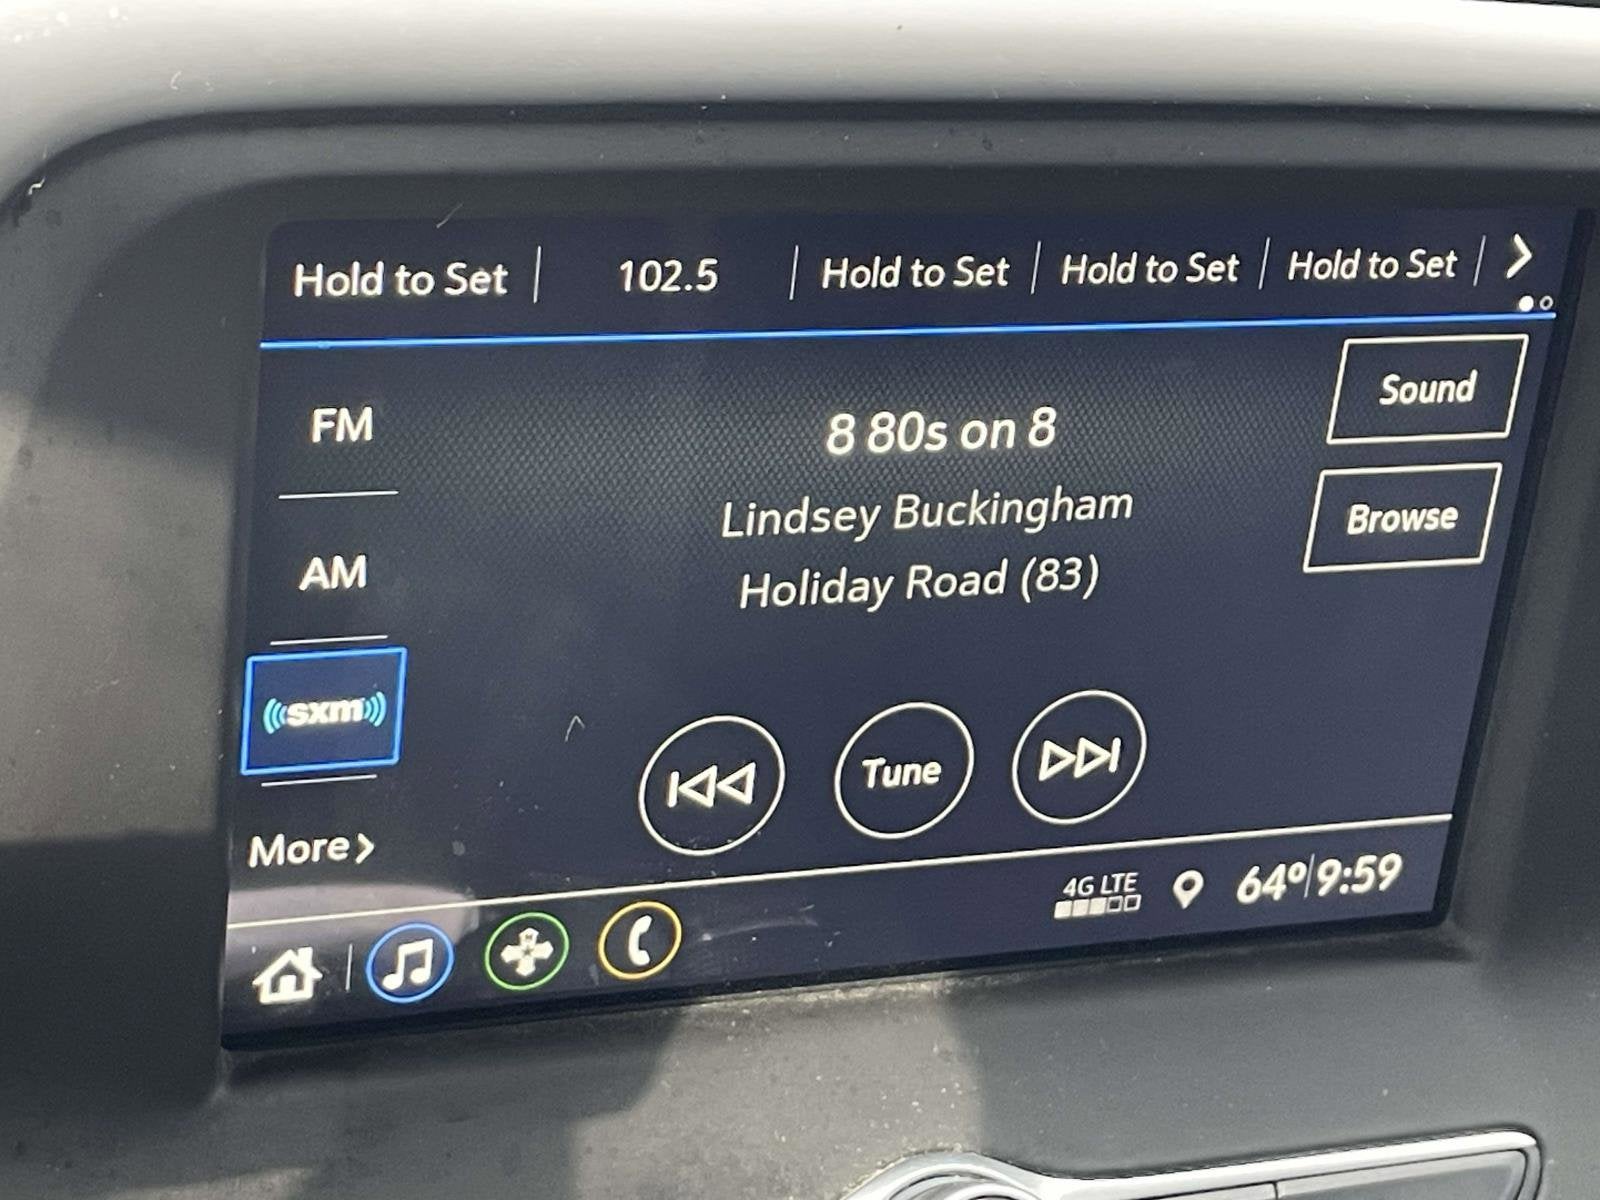 Hold to Set 102.5 Hold to Set Hold to Set Hold to Set
Sound
FM
8 80s on 8
Lindsey Buckingham
Browse
AM
Holiday Road (83)
sxm
Tune
More
4G LTE
64° 9:59